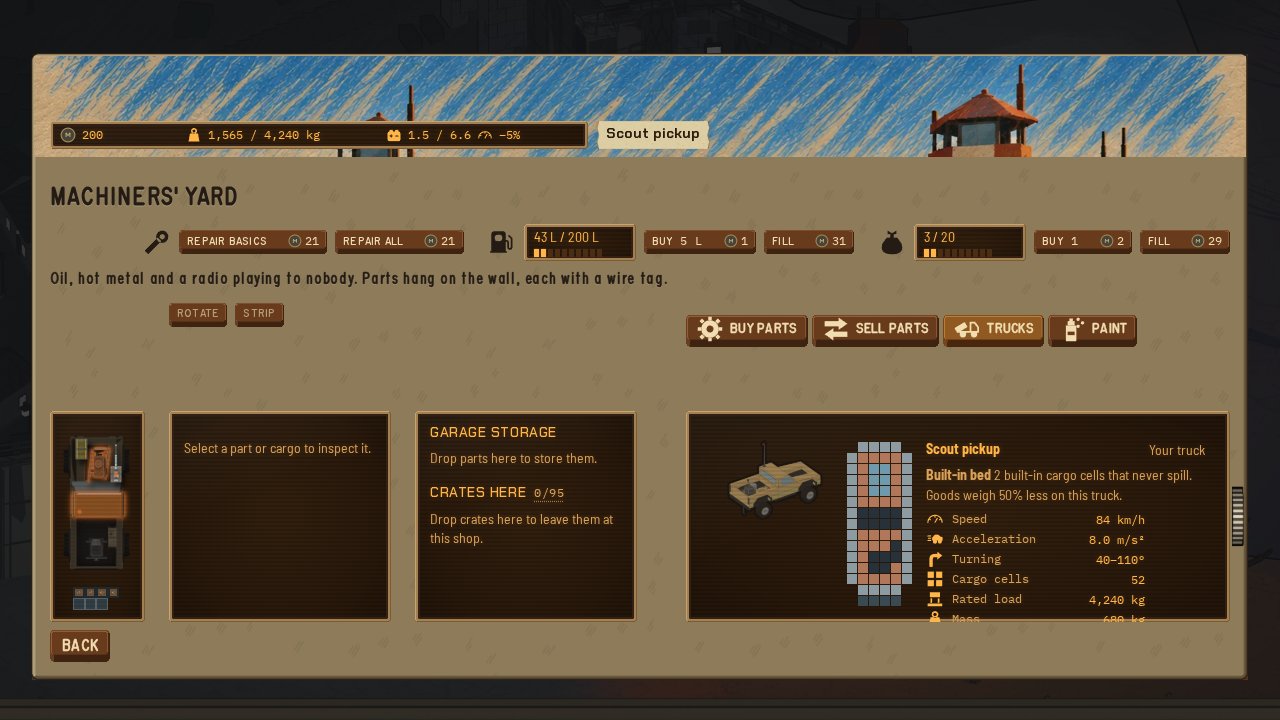 200
1,565 / 4,240 kg
1.5 / 6.6
−5%
Scout pickup
MACHINERS' YARD
REPAIR BASICS M 21
REPAIR ALL M 21
43 L / 200 L
BUY 5 L M 1
FILL M 31
3 / 20
BUY 1 M 2
FILL M 29
Oil, hot metal and a radio playing to nobody. Parts hang on the wall, each with a wire tag.
ROTATE
STRIP
BUY PARTS
SELL PARTS
TRUCKS
PAINT
Select a part or cargo to inspect it.
GARAGE STORAGE
Drop parts here to store them.
CRATES HERE 0/95
Drop crates here to leave them at
this shop.
Scout pickup
Your truck
Built-in bed 2 built-in cargo cells that never spill.
Goods weigh 50% less on this truck.
Speed 84 km/h
Acceleration 8.0 m/s²
Turning 40–110°
Cargo cells 52
Rated load 4,240 kg
Mass 680 kg
BACK